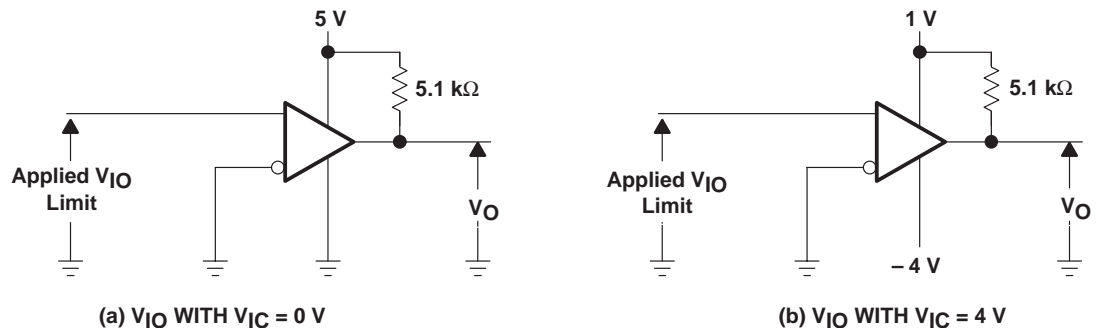 5 V
5.1 kΩ
Applied VIO
Limit
VO
(a) VIO WITH VIC = 0 V
1 V
5.1 kΩ
Applied VIO
Limit
VO
– 4 V
(b) VIO WITH VIC = 4 V